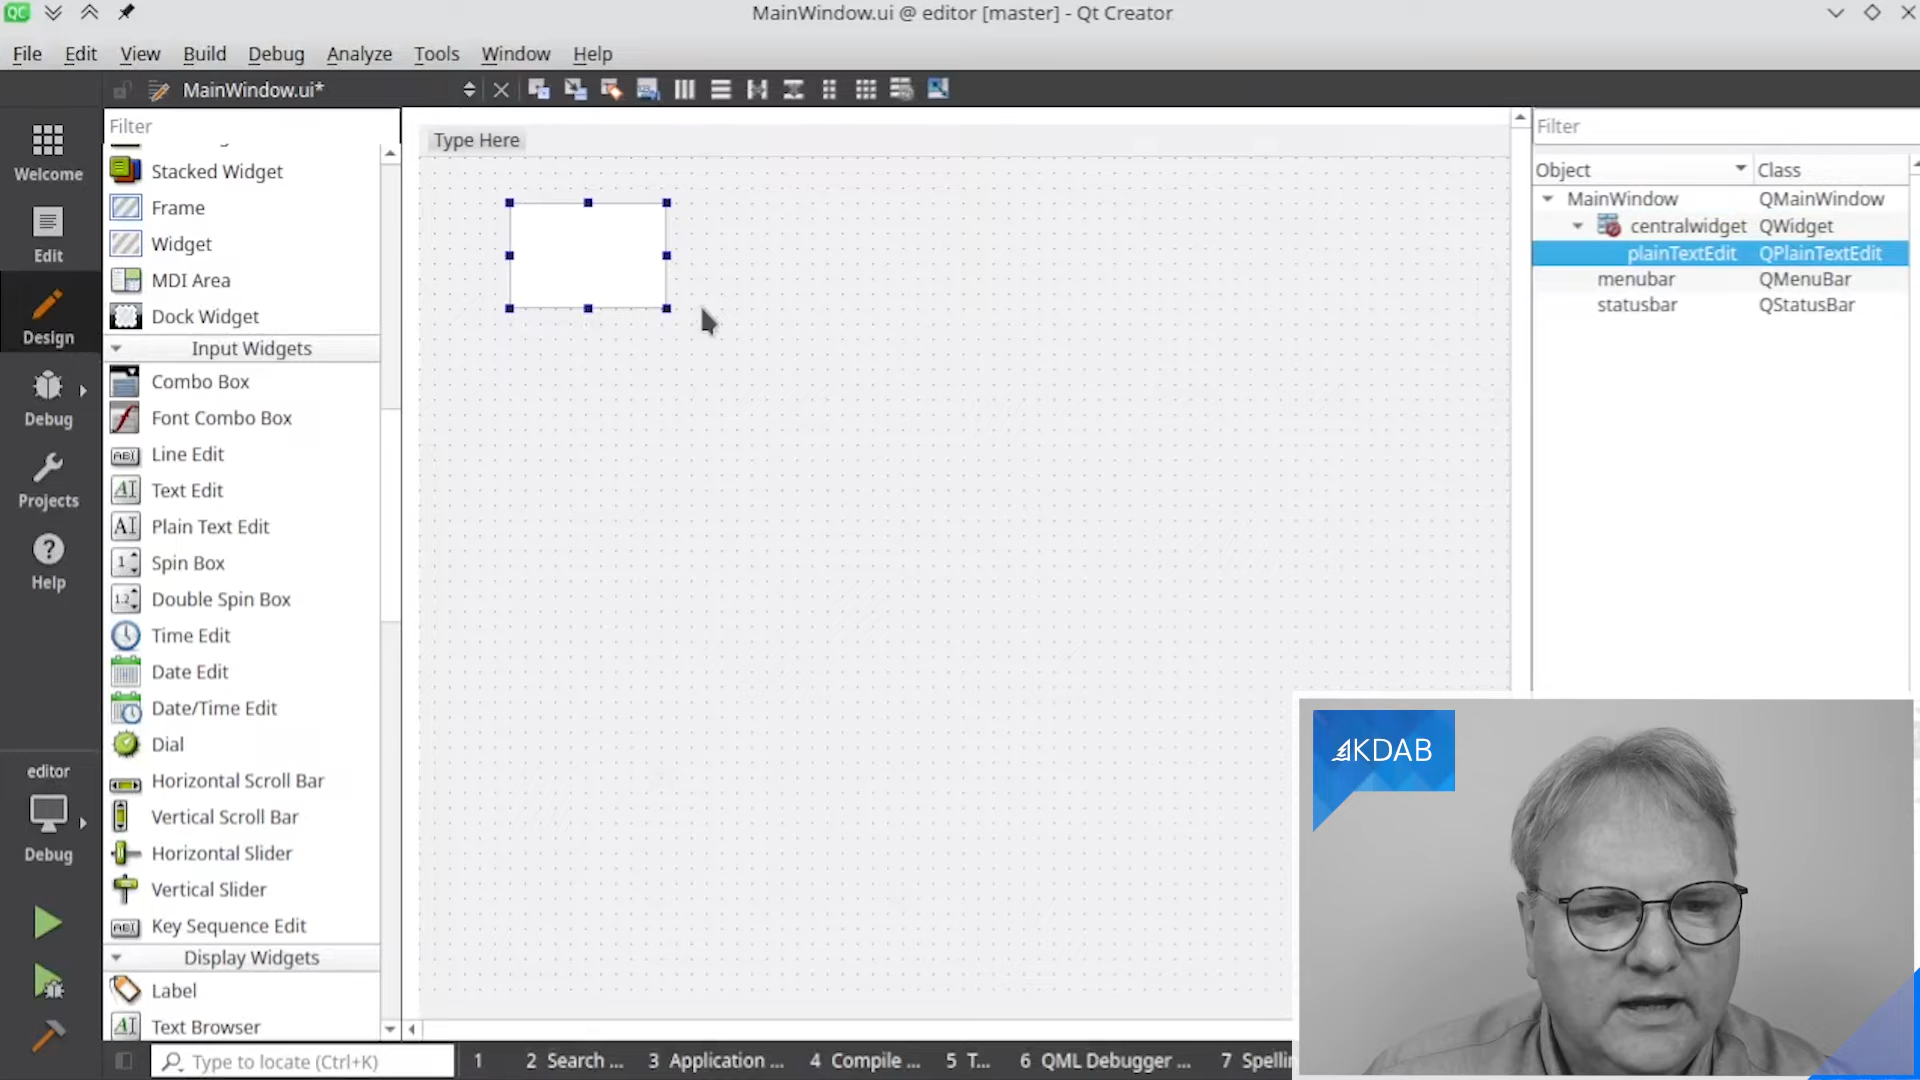 MainWindow.ui @ editor [master] - Qt Creator
File Edit View Build Debug Analyze Tools Window Help
MainWindow.ui*
Welcome
Edit
Design
Debug
Projects
Help
editor
Debug
Filter
Stacked Widget
Frame
Widget
MDI Area
Dock Widget
Input Widgets
Combo Box
Font Combo Box
Line Edit
Text Edit
Plain Text Edit
Spin Box
Double Spin Box
Time Edit
Date Edit
Date/Time Edit
Dial
Horizontal Scroll Bar
Vertical Scroll Bar
Horizontal Slider
Vertical Slider
Key Sequence Edit
Display Widgets
Label
Text Browser
Type Here
Filter
Object Class
MainWindow QMainWindow
centralwidget QWidget
plainTextEdit QPlainTextEdit
menubar QMenuBar
statusbar QStatusBar
KDAB
Type to locate (Ctrl+K) 1 2 Search ... 3 Application ... 4 Compile ... 5 T... 6 QML Debugger ... 7